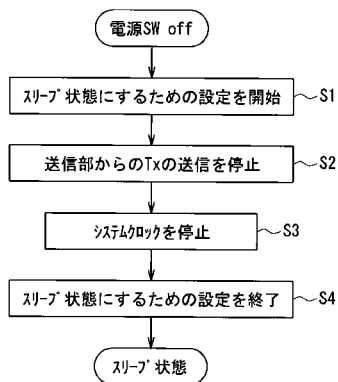 電源SW off
ｽﾘｰﾌﾟ状態にするための設定を開始
S1
送信部からのTxの送信を停止
S2
ｼｽﾃﾑｸﾛｯｸを停止
S3
ｽﾘｰﾌﾟ状態にするための設定を終了
S4
ｽﾘｰﾌﾟ状態